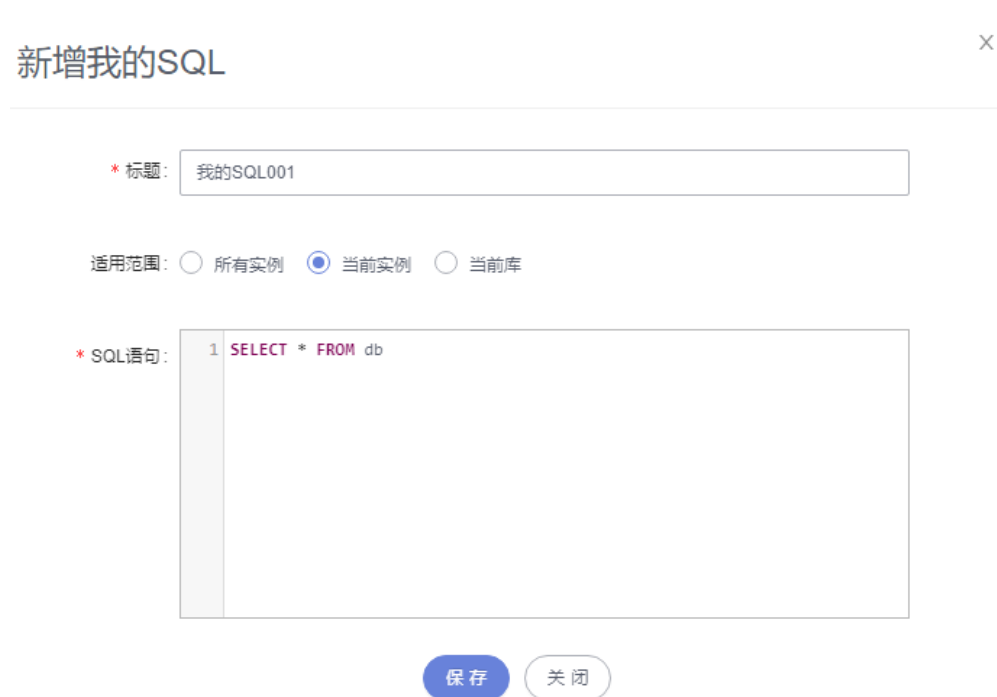 新增我的SQL
* 标题: 我的SQL001
适用范围: 所有实例 当前实例 当前库
* SQL语句: 1 SELECT * FROM db
保存 关闭